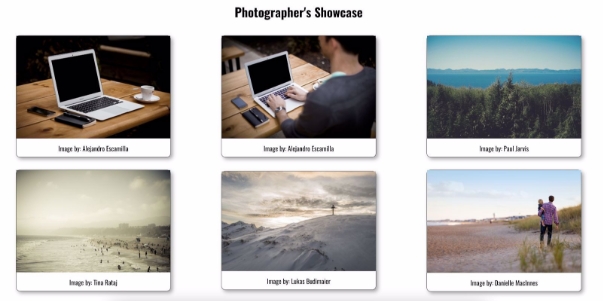 Photographer's Showcase
Image by: Alejandro Escamilla
Image by: Alejandro Escamilla
Image by: Paul Jarvis
Image by: Tina Rataj
Image by: Lukas Budimaier
Image by: Danielle MacInnes